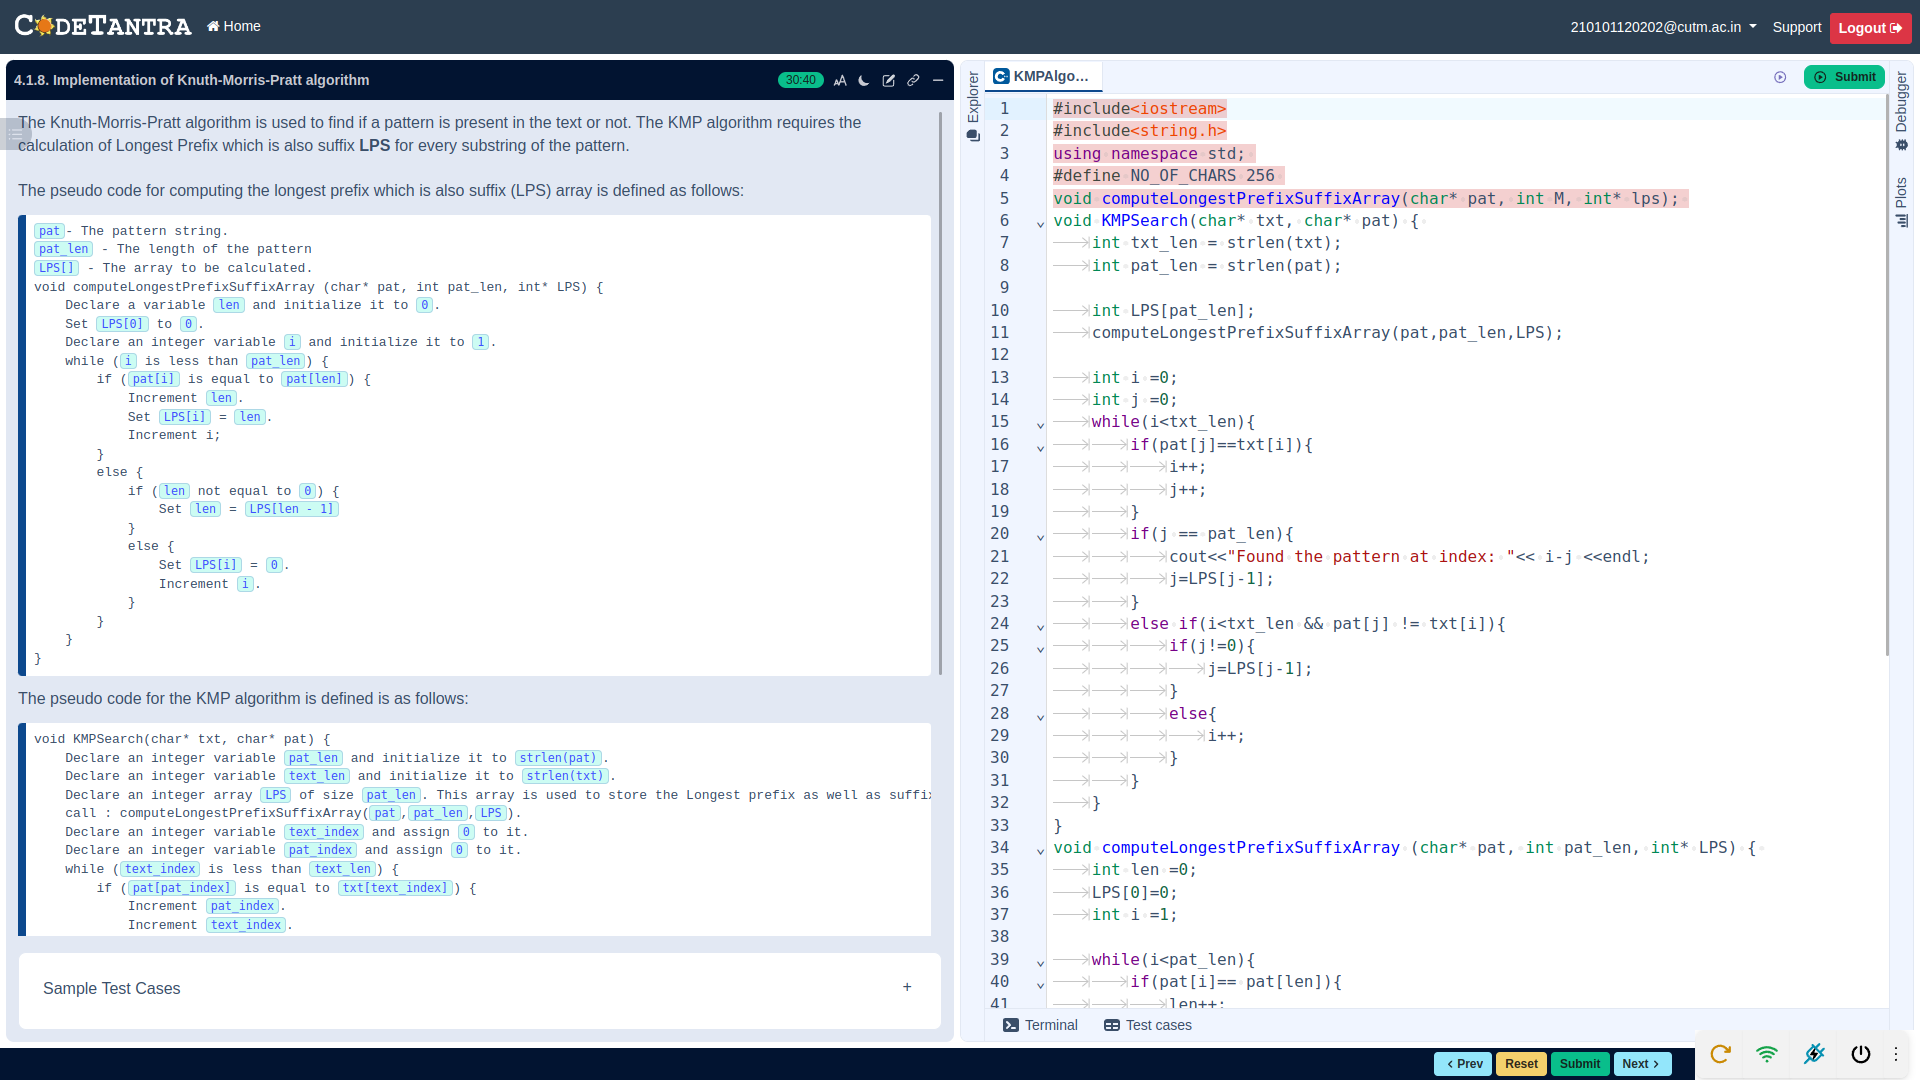 CODETANTRA Home 210101120202@cutm.ac.in Support Logout
4.1.8. Implementation of Knuth-Morris-Pratt algorithm 30:40
The Knuth-Morris-Pratt algorithm is used to find if a pattern is present in the text or not. The KMP algorithm requires the
calculation of Longest Prefix which is also suffix LPS for every substring of the pattern.
The pseudo code for computing the longest prefix which is also suffix (LPS) array is defined as follows:
pat - The pattern string.
pat_len - The length of the pattern
LPS[] - The array to be calculated.
void computeLongestPrefixSuffixArray (char* pat, int pat_len, int* LPS) {
Declare a variable len and initialize it to 0.
Set LPS[0] to 0.
Declare an integer variable i and initialize it to 1.
while (i is less than pat_len) {
if (pat[i] is equal to pat[len]) {
Increment len.
Set LPS[i] = len.
Increment i;
}
else {
if (len not equal to 0) {
Set len = LPS[len - 1]
}
else {
Set LPS[i] = 0.
Increment i.
}
}
}
}
The pseudo code for the KMP algorithm is defined is as follows:
void KMPSearch(char* txt, char* pat) {
Declare an integer variable pat_len and initialize it to strlen(pat).
Declare an integer variable text_len and initialize it to strlen(txt).
Declare an integer array LPS of size pat_len. This array is used to store the Longest prefix as well as suffix
call : computeLongestPrefixSuffixArray(pat,pat_len,LPS).
Declare an integer variable text_index and assign 0 to it.
Declare an integer variable pat_index and assign 0 to it.
while (text_index is less than text_len) {
if (pat[pat_index] is equal to txt[text_index]) {
Increment pat_index.
Increment text_index.
Sample Test Cases +
Explorer
KMPAlgo...
Submit
Debugger
Plots
1 #include<iostream>
2 #include<string.h>
3 using namespace std;
4 #define NO_OF_CHARS 256
5 void computeLongestPrefixSuffixArray(char* pat, int M, int* lps);
6 void KMPSearch(char* txt, char* pat) {
7 int txt_len = strlen(txt);
8 int pat_len = strlen(pat);
9
10 int LPS[pat_len];
11 computeLongestPrefixSuffixArray(pat,pat_len,LPS);
12
13 int i =0;
14 int j =0;
15 while(i<txt_len){
16 if(pat[j]==txt[i]){
17 i++;
18 j++;
19 }
20 if(j == pat_len){
21 cout<<"Found the pattern at index: "<< i-j <<endl;
22 j=LPS[j-1];
23 }
24 else if(i<txt_len && pat[j] != txt[i]){
25 if(j!=0){
26 j=LPS[j-1];
27 }
28 else{
29 i++;
30 }
31 }
32 }
33 }
34 void computeLongestPrefixSuffixArray (char* pat, int pat_len, int* LPS) {
35 int len =0;
36 LPS[0]=0;
37 int i =1;
38
39 while(i<pat_len){
40 if(pat[i]== pat[len]){
41 len++;
Terminal Test cases
Prev Reset Submit Next